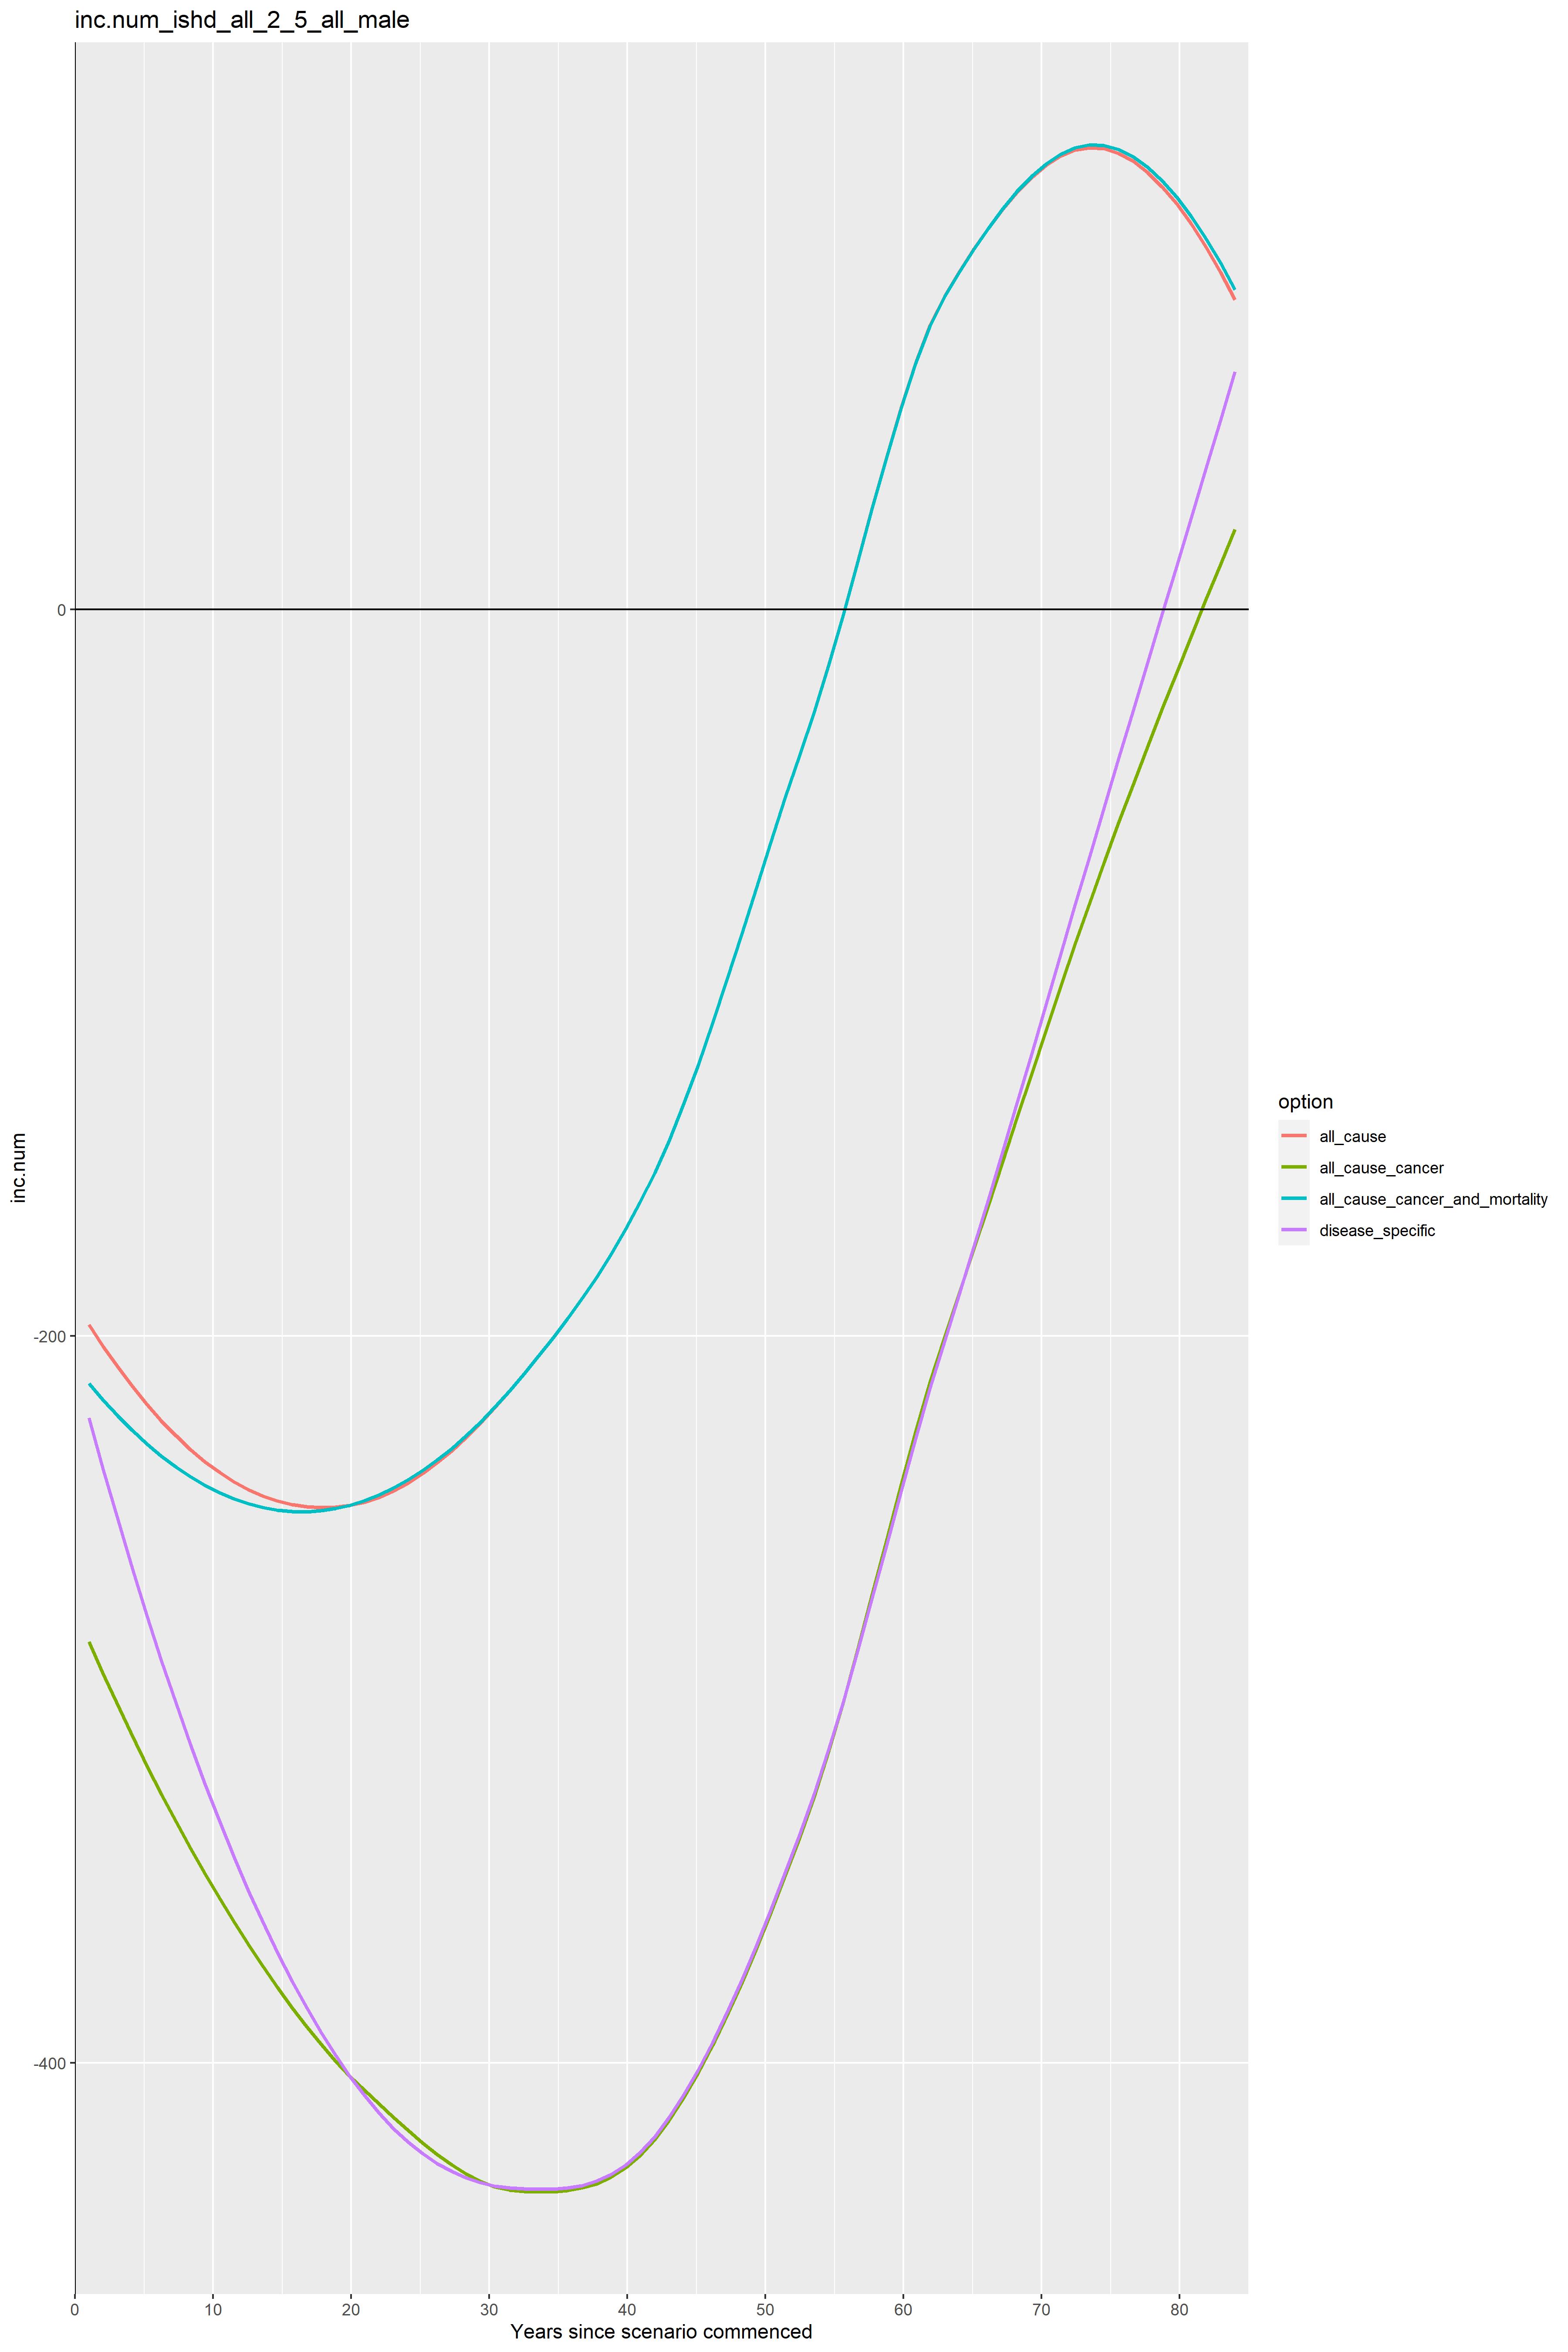 inc.num_ishd_all_2_5_all_male
inc.num
0
-200
-400
0 10 20 30 40 50 60 70 80
Years since scenario commenced
option
all_cause
all_cause_cancer
all_cause_cancer_and_mortality
disease_specific